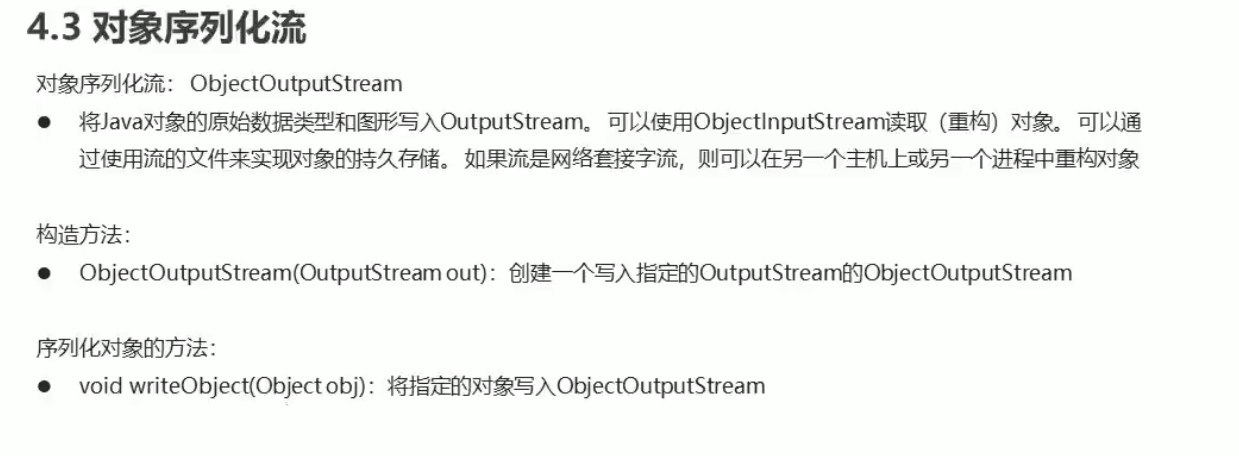 4.3 对象序列化流
对象序列化流： ObjectOutputStream
● 将Java对象的原始数据类型和图形写入OutputStream。 可以使用ObjectInputStream读取（重构）对象。 可以通
过使用流的文件来实现对象的持久存储。 如果流是网络套接字流，则可以在另一个主机上或另一个进程中重构对象
构造方法：
● ObjectOutputStream(OutputStream out)：创建一个写入指定的OutputStream的ObjectOutputStream
序列化对象的方法：
● void writeObject(Object obj)：将指定的对象写入ObjectOutputStream